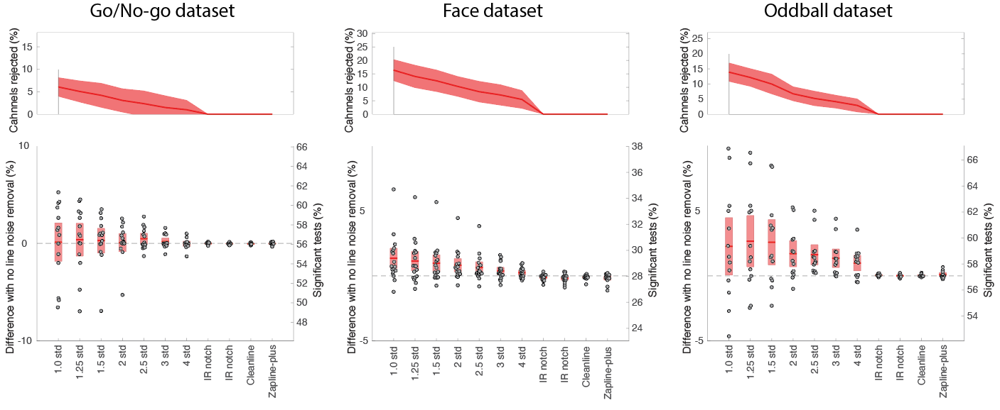 Go/No-go dataset
Face dataset
Oddball dataset
Cahnnels rejected (%)
15
10
5
0
Cahnnels rejected (%)
30
25
20
15
10
5
0
Cahnnels rejected (%)
25
20
15
10
5
0
Difference with no line noise removal (%)
10
0
-10
66
64
62
60
58
56
54
52
50
48
Significant tests (%)
1.0 std
1.25 std
1.5 std
2 std
2.5 std
3 std
4 std
IR notch
IR notch
Cleanline
Zapline-plus
Difference with no line noise removal (%)
5
-5
38
36
34
32
30
28
26
24
Significant tests (%)
1.0 std
1.25 std
1.5 std
2 std
2.5 std
3 std
4 std
IR notch
IR notch
Cleanline
Zapline-plus
Difference with no line noise removal (%)
5
-5
66
64
62
60
58
56
54
Significant tests (%)
1.0 std
1.25 std
1.5 std
2 std
2.5 std
3 std
4 std
IR notch
IR notch
Cleanline
Zapline-plus